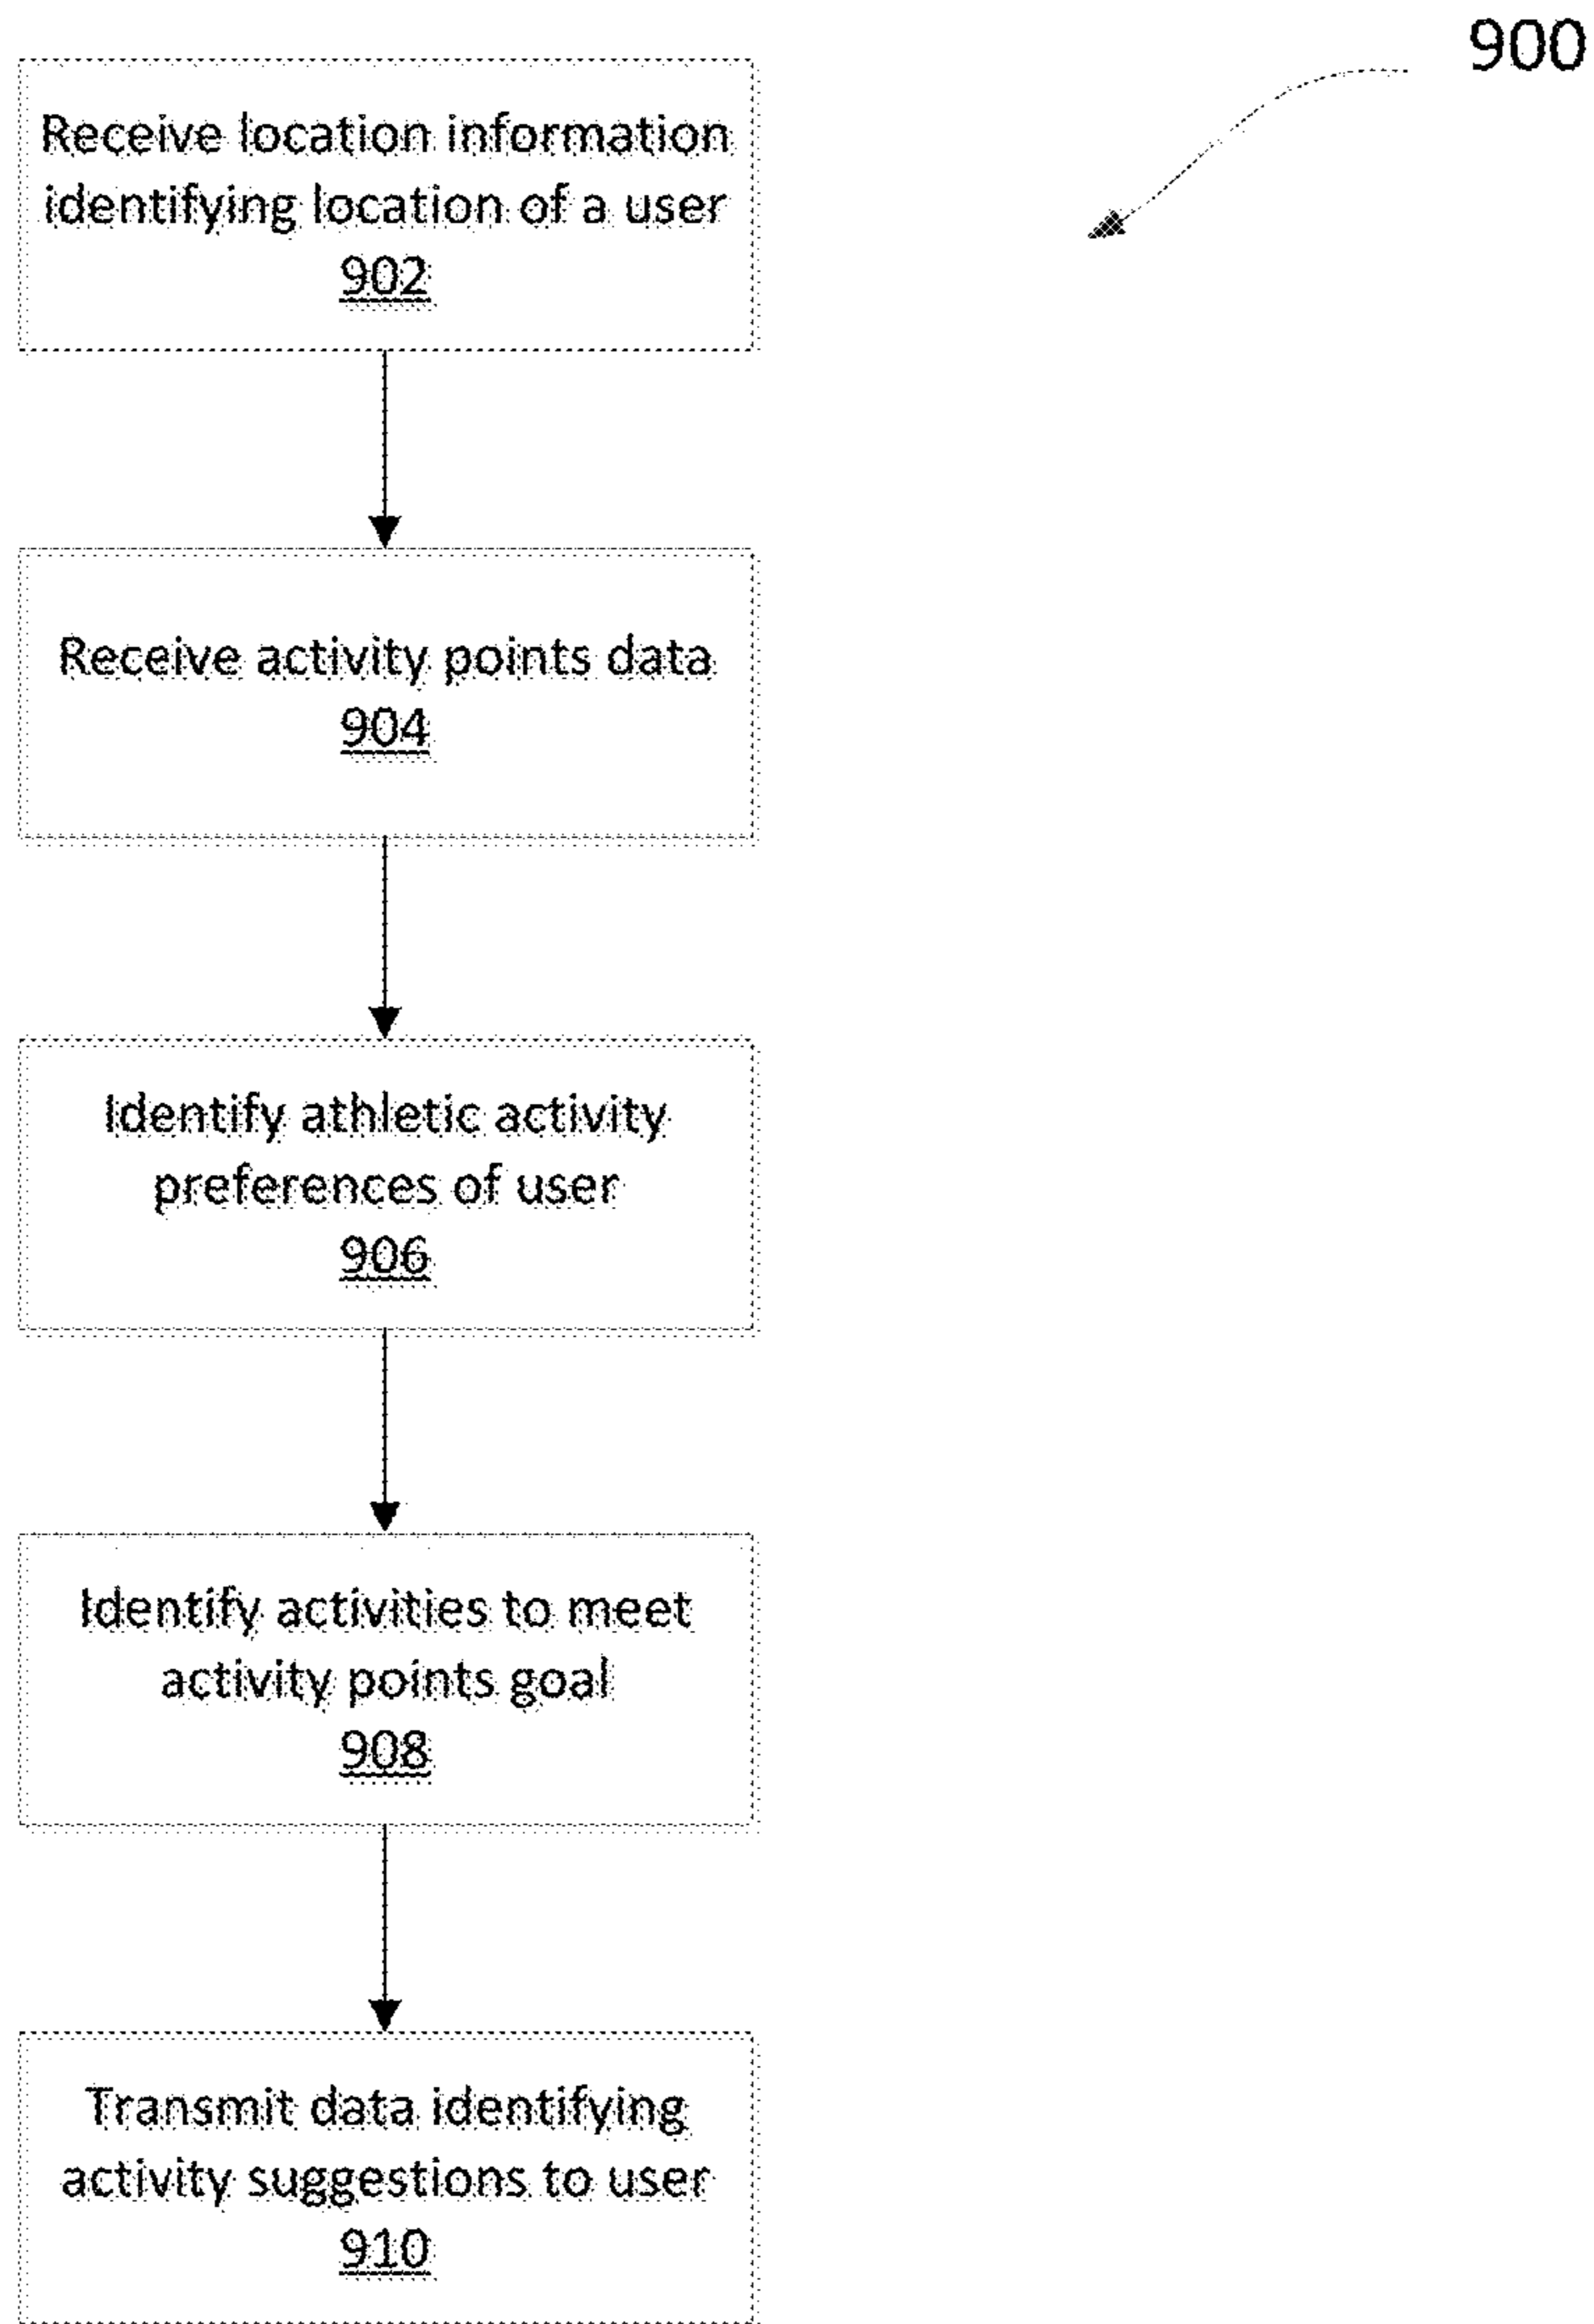 900
Receive location information
identifying location of a user
902
Receive activity points data
904
Identify athletic activity
preferences of user
906
Identify activities to meet
activity points goal
908
Transmit data identifying
activity suggestions to user
910